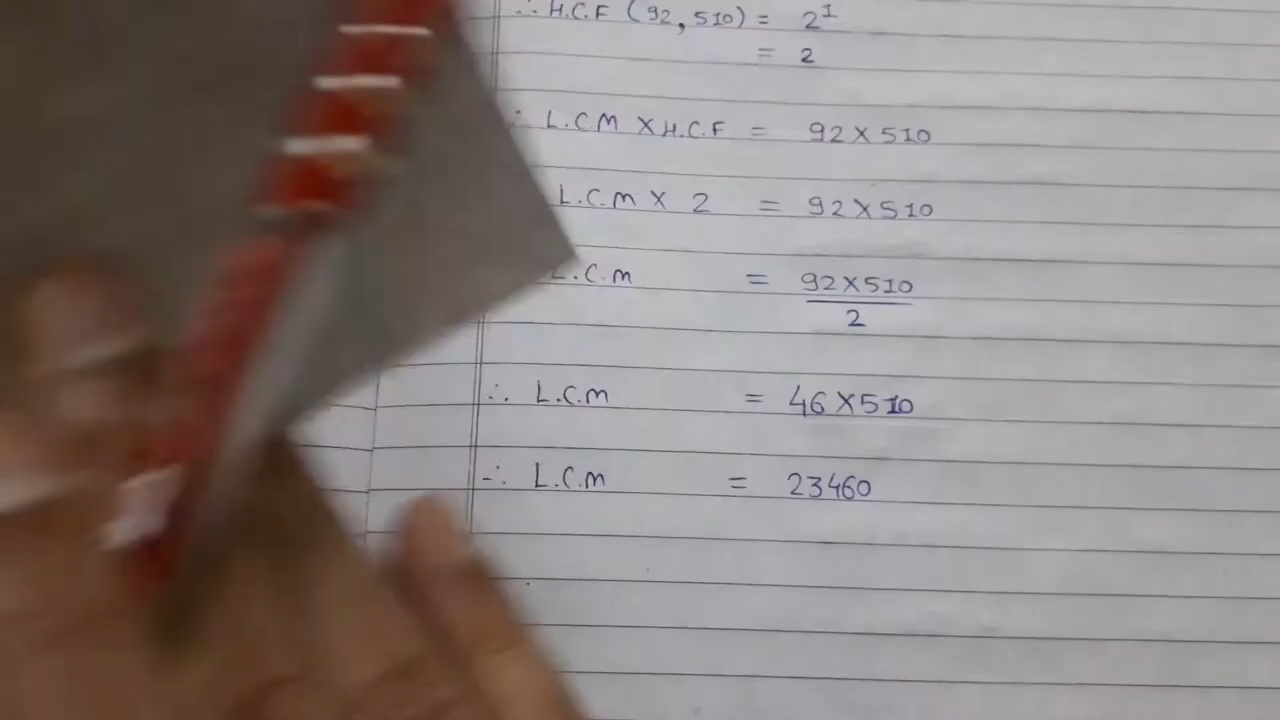 ∴ H.C.F (92, 510) = 2¹
= 2
∴ L.C.M X H.C.F = 92 X 510
L.C.M X 2 = 92 X 510
L.C.M = 92 X 510 / 2
∴ L.C.M = 46 X 510
∴ L.C.M = 23460